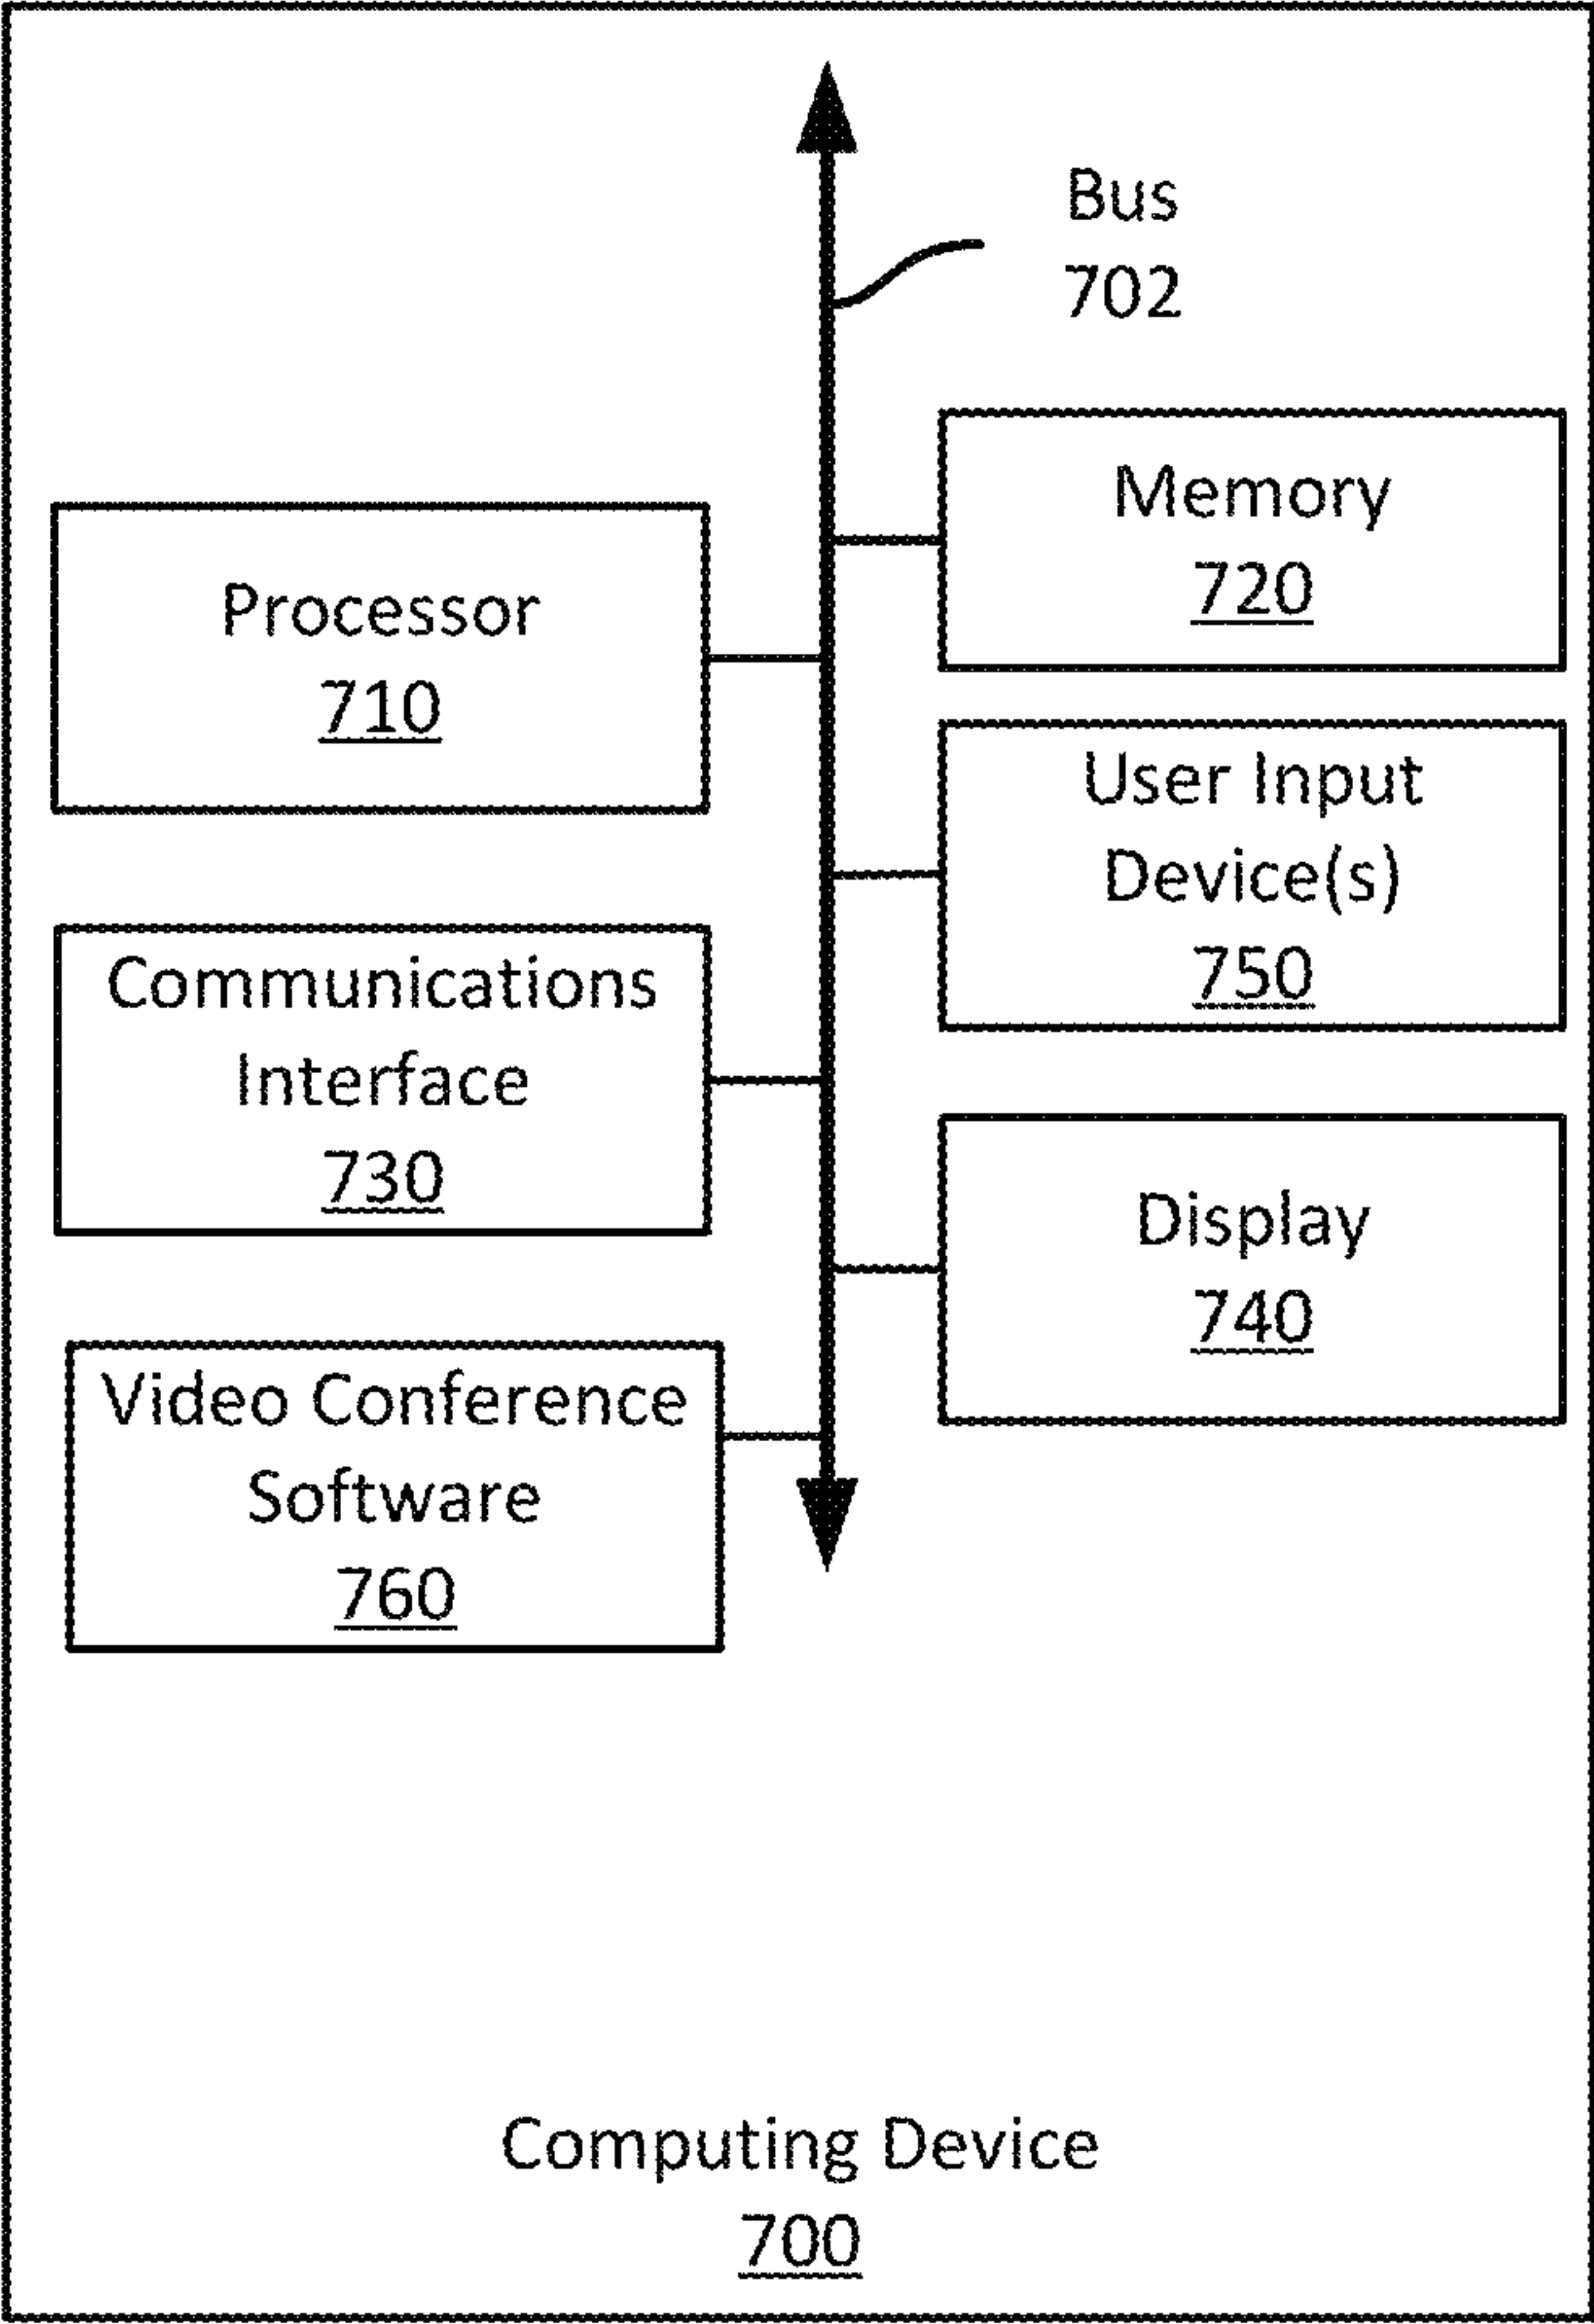 Bus
702
Memory
720
Processor
710
User Input
Device(s)
750
Communications
Interface
730
Display
740
Video Conference
Software
760
Computing Device
700